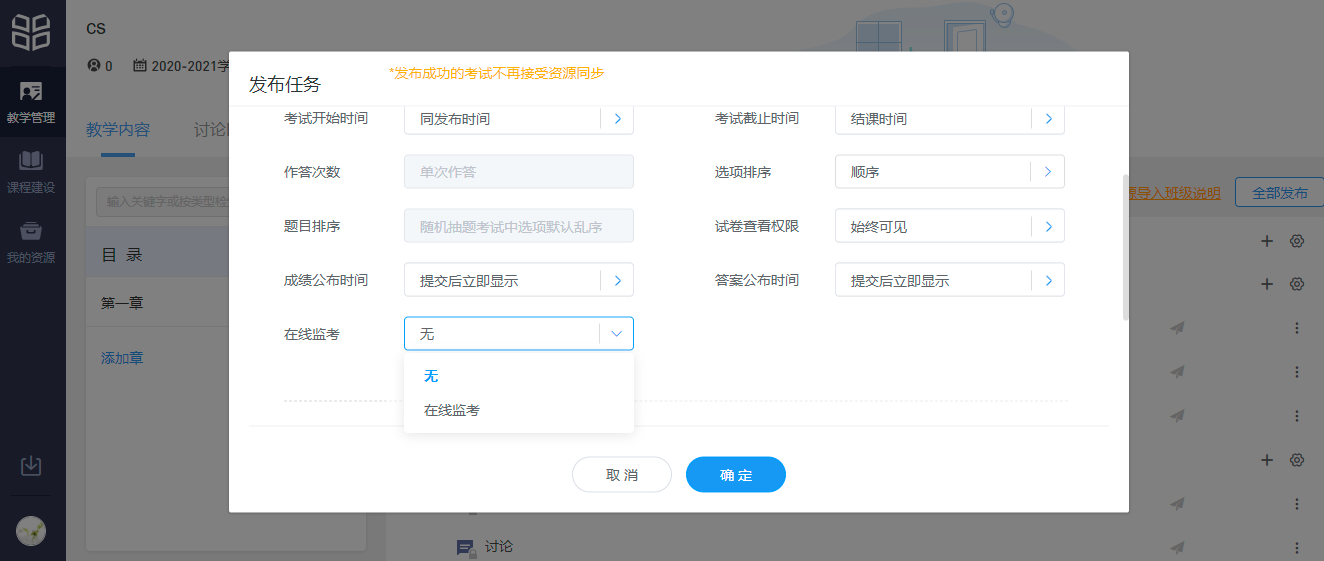 CS
0
2020-2021学
教学管理
教学内容
讨论
课程建设
我的资源
输入关键字或按类型检
目 录
第一章
添加章
源导入班级说明
全部发布
讨论
发布任务
*发布成功的考试不再接受资源同步
考试开始时间
同发布时间
考试截止时间
结课时间
作答次数
单次作答
选项排序
顺序
题目排序
随机抽题考试中选项默认乱序
试卷查看权限
始终可见
成绩公布时间
提交后立即显示
答案公布时间
提交后立即显示
在线监考
无
无
在线监考
取 消
确 定